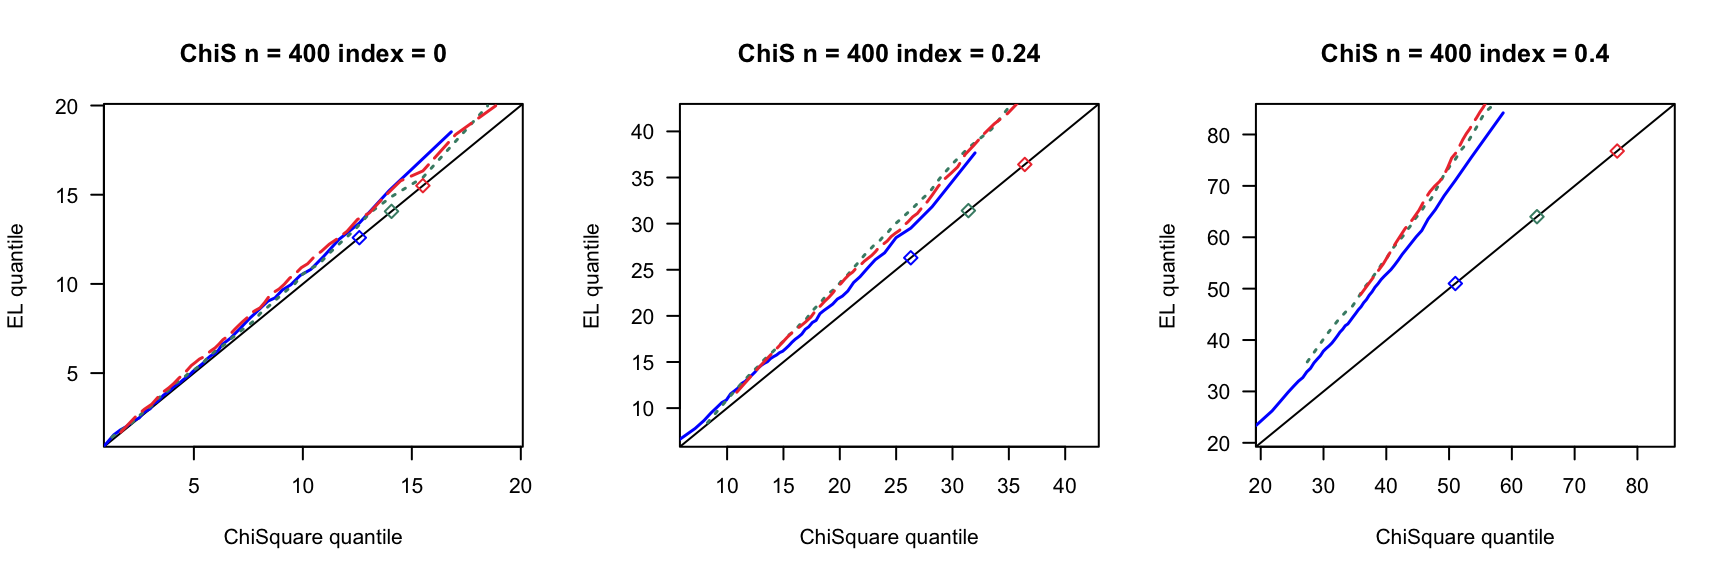 ChiS n = 400 index = 0
20
15
10
5
EL quantile
5 10 15 20
ChiSquare quantile
ChiS n = 400 index = 0.24
40
35
30
25
20
15
10
EL quantile
10 15 20 25 30 35 40
ChiSquare quantile
ChiS n = 400 index = 0.4
80
70
60
50
40
30
20
EL quantile
20 30 40 50 60 70 80
ChiSquare quantile